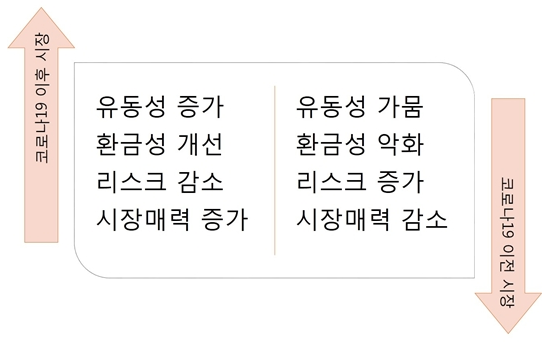 코로나19 이후 시장
유동성 증가
환금성 개선
리스크 감소
시장매력 증가
유동성 가뭄
환금성 악화
리스크 증가
시장매력 감소
코로나19 이전 시장